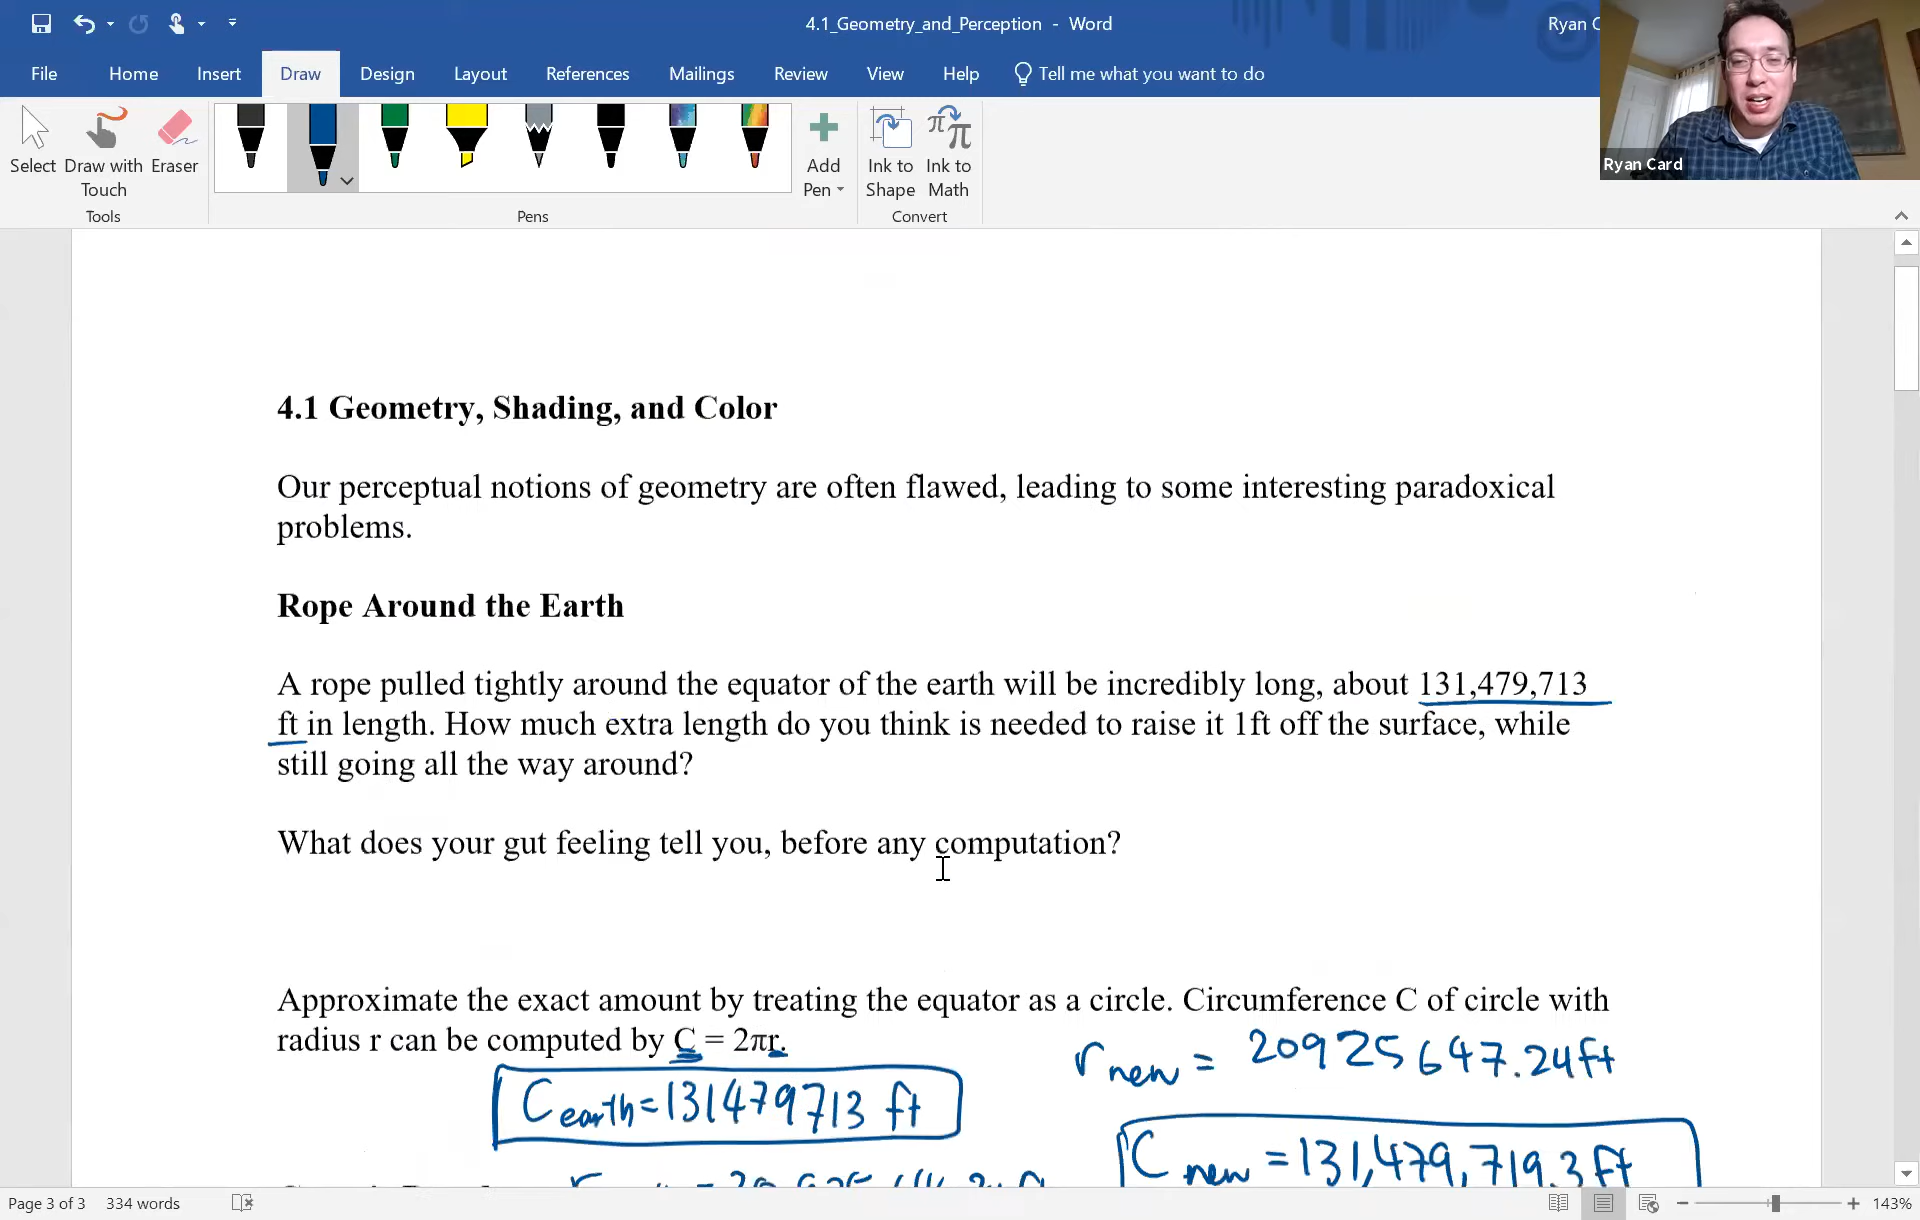 4.1_Geometry_and_Perception - Word
Ryan C
File Home Insert Draw Design Layout References Mailings Review View Help Tell me what you want to do
Select
Draw with Touch
Eraser
Add Pen
Ink to Shape
Ink to Math
Tools Pens Convert
Ryan Card
4.1 Geometry, Shading, and Color
Our perceptual notions of geometry are often flawed, leading to some interesting paradoxical
problems.
Rope Around the Earth
A rope pulled tightly around the equator of the earth will be incredibly long, about 131,479,713
ft in length. How much extra length do you think is needed to raise it 1ft off the surface, while
still going all the way around?
What does your gut feeling tell you, before any computation?
Approximate the exact amount by treating the equator as a circle. Circumference C of circle with
radius r can be computed by C = 2πr.
r new = 20925647.24ft
C earth = 131479713 ft
C new = 131,479,719.3ft
Page 3 of 3 334 words 143%